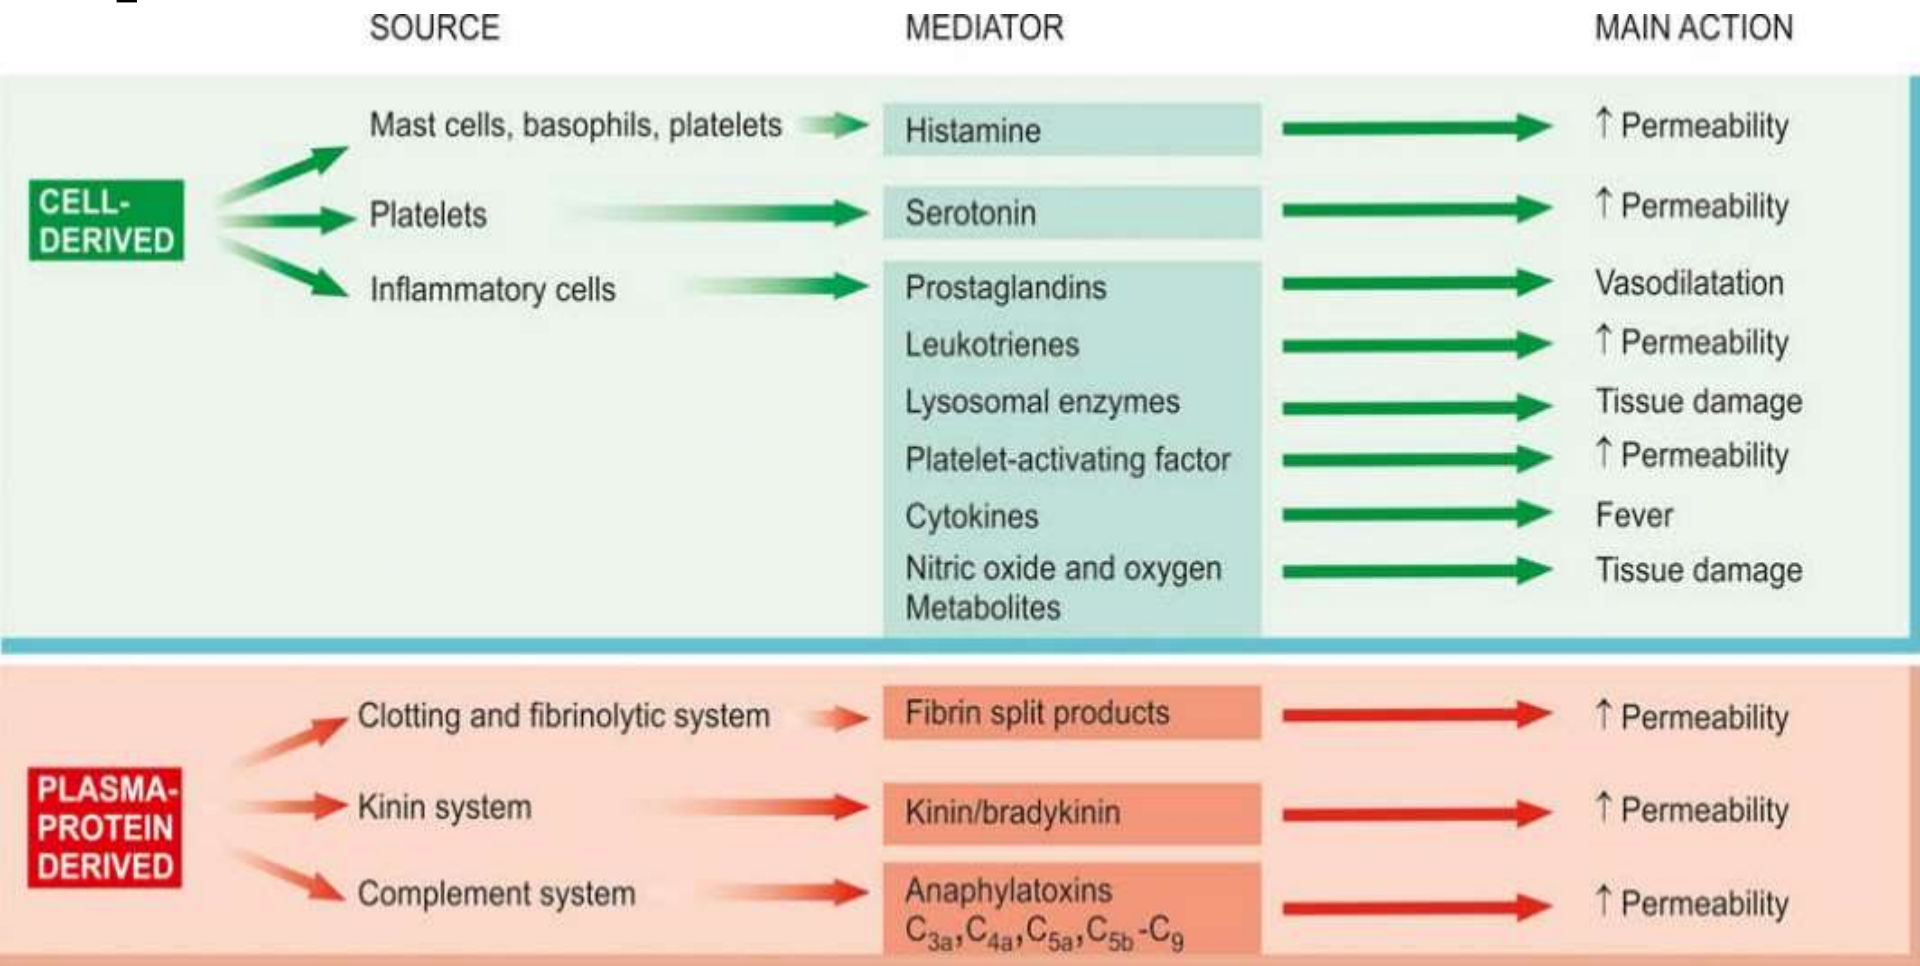 SOURCE MEDIATOR MAIN ACTION
Mast cells, basophils, platelets Histamine ↑ Permeability
CELL-
DERIVED
Platelets Serotonin ↑ Permeability
Inflammatory cells Prostaglandins Vasodilatation
Leukotrienes ↑ Permeability
Lysosomal enzymes Tissue damage
Platelet-activating factor ↑ Permeability
Cytokines Fever
Nitric oxide and oxygen Tissue damage
Metabolites
Clotting and fibrinolytic system Fibrin split products ↑ Permeability
PLASMA-
PROTEIN
DERIVED
Kinin system Kinin/bradykinin ↑ Permeability
Complement system Anaphylatoxins ↑ Permeability
C3a,C4a,C5a,C5b-C9